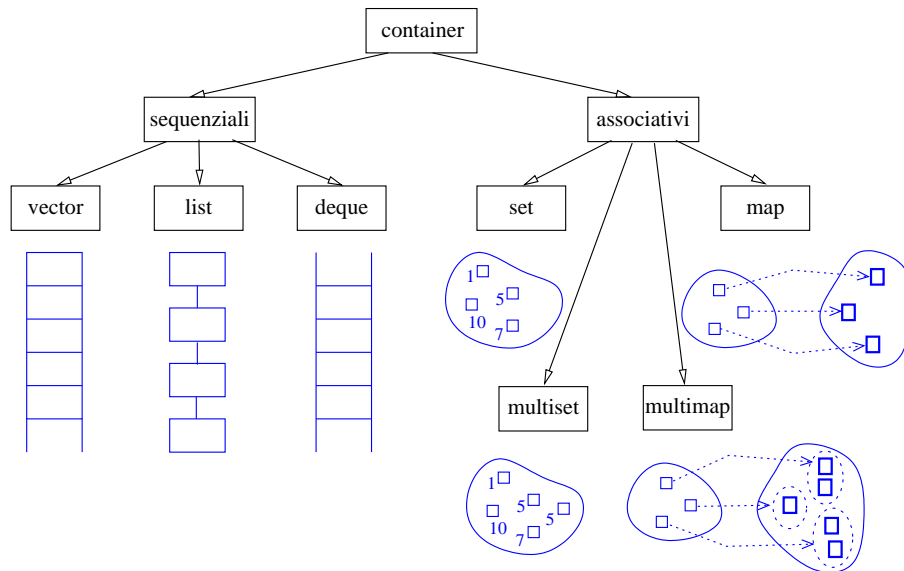 container
sequenziali
associativi
vector
list
deque
set
map
1
5
10
7
multiset
multimap
1
5
5
10
7